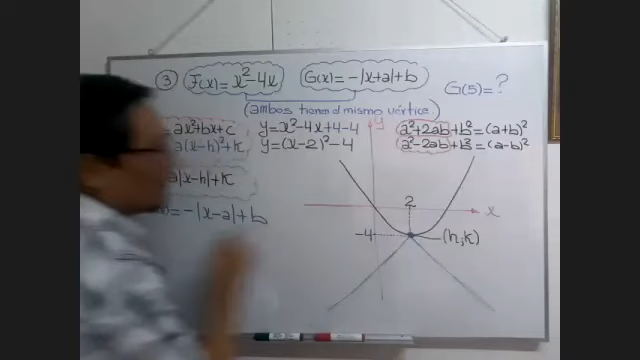 3 F(x)=x²-4x G(x)=-|x+a|+b G(5)=?
(ambos tienen el mismo vértice.)
=ax²+bx+c
a(x-h)²+k
a|x-h|+k
=-|x-a|+b
y=x²-4x+4-4
y=(x-2)²-4
a²+2ab+b²=(a+b)²
a²-2ab+b²=(a-b)²
y
2
x
-4
(h,k)